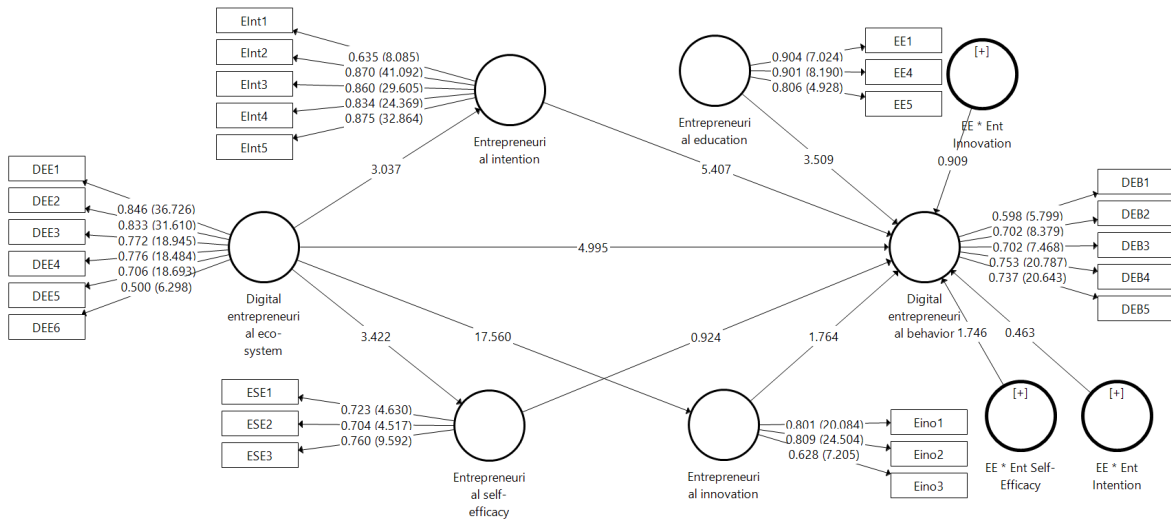 EInt1
EInt2
EInt3
EInt4
EInt5
0.635 (8.085)
0.870 (41.092)
0.860 (29.605)
0.834 (24.369)
0.875 (32.864)
Entrepreneuri
al intention
Entrepreneuri
al education
0.904 (7.024)
0.901 (8.190)
0.806 (4.928)
EE1
EE4
EE5
[+]
EE * Ent
Innovation
3.037
5.407
3.509
0.909
DEE1
DEE2
DEE3
DEE4
DEE5
DEE6
0.846 (36.726)
0.833 (31.610)
0.772 (18.945)
0.776 (18.484)
0.706 (18.693)
0.500 (6.298)
Digital
entrepreneuri
al eco-
system
4.995
Digital
entrepreneuri
al behavior
0.598 (5.799)
0.702 (8.379)
0.702 (7.468)
0.753 (20.787)
0.737 (20.643)
DEB1
DEB2
DEB3
DEB4
DEB5
3.422
17.560
0.924
1.764
1.746
0.463
ESE1
ESE2
ESE3
0.723 (4.630)
0.704 (4.517)
0.760 (9.592)
Entrepreneuri
al self-
efficacy
Entrepreneuri
al innovation
0.801 (20.084)
0.809 (24.504)
0.628 (7.205)
Eino1
Eino2
Eino3
[+]
EE * Ent Self-
Efficacy
[+]
EE * Ent
Intention